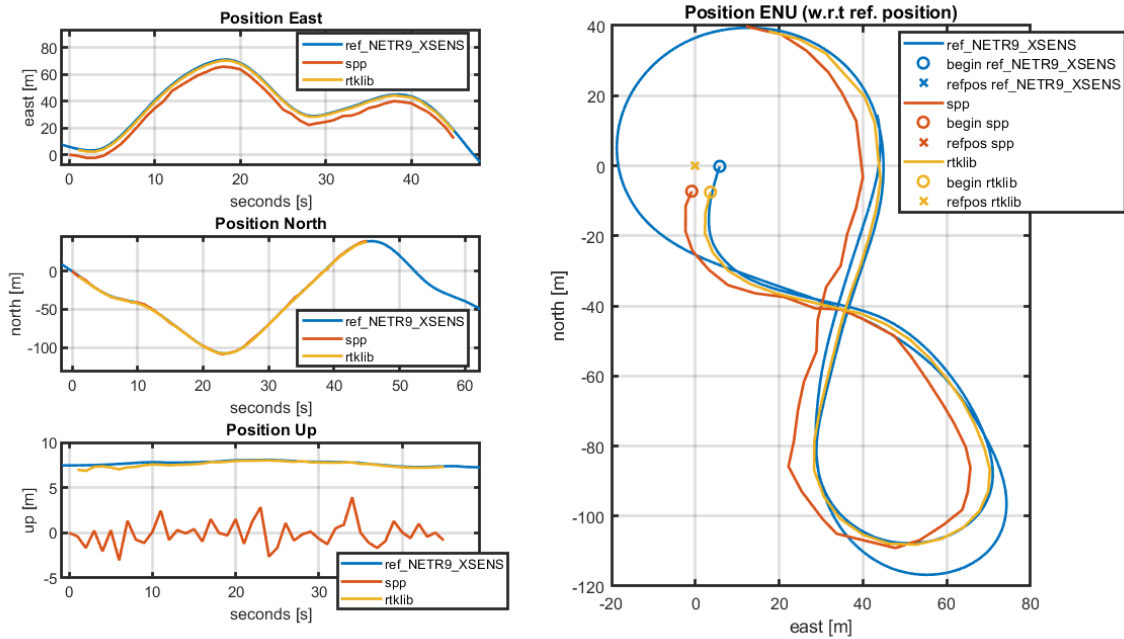 Position East
80
60
40
20
0
east [m]
ref_NETR9_XSENS
spp
rtklib
0
10
20
30
40
seconds [s]
Position North
0
-50
-100
north [m]
ref_NETR9_XSENS
spp
rtklib
0
10
20
30
40
50
60
seconds [s]
Position Up
10
5
0
-5
up [m]
ref_NETR9_XSENS
spp
rtklib
0
10
20
30
40
seconds [s]
Position ENU (w.r.t ref. position)
40
20
0
-20
-40
-60
-80
-100
-120
north [m]
ref_NETR9_XSENS
begin ref_NETR9_XSENS
refpos ref_NETR9_XSENS
spp
begin spp
refpos spp
rtklib
begin rtklib
refpos rtklib
-20
0
20
40
60
80
east [m]